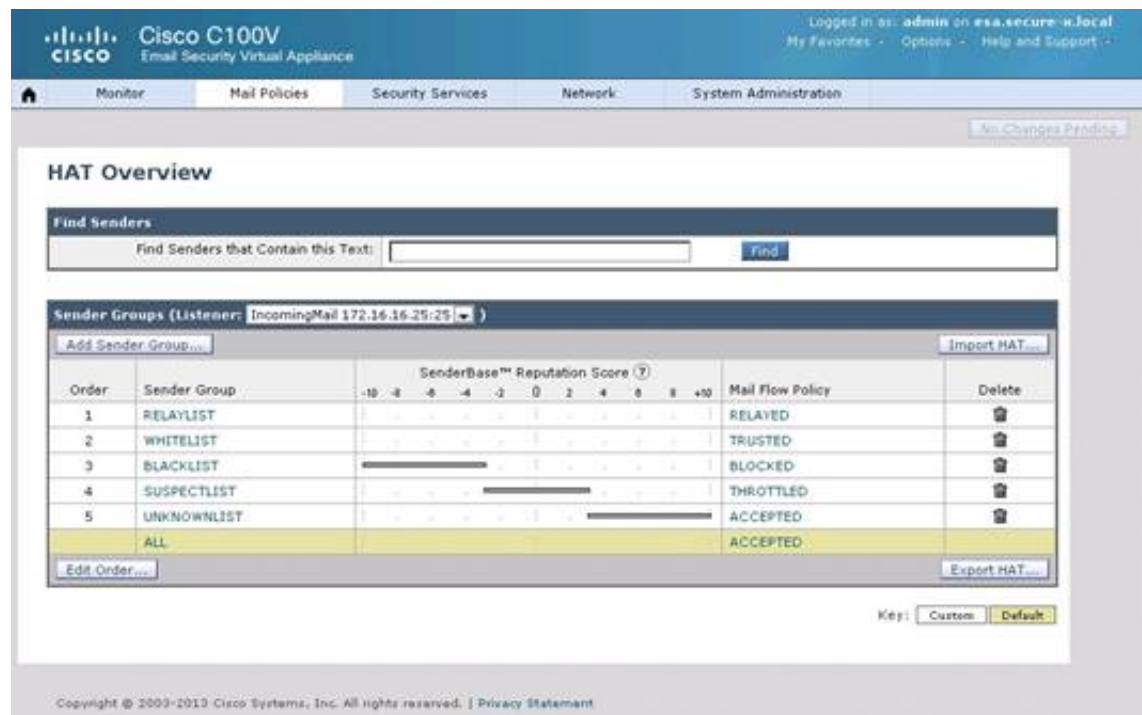 Logged in as: admin on esa.secure-x.local
CISCO Cisco C100V
Email Security Virtual Appliance
My Favorites Options Help and Support
Monitor Mail Policies Security Services Network System Administration
No Changes Pending
HAT Overview
Find Senders
Find Senders that Contain this Text: Find
Sender Groups (Listener: IncomingMail 172.16.16.25:25 )
Add Sender Group... Import HAT...
SenderBase™ Reputation Score ?
Order Sender Group -10 -8 -6 -4 -2 0 2 4 6 8 +10 Mail Flow Policy Delete
1 RELAYLIST RELAYED
2 WHITELIST TRUSTED
3 BLACKLIST BLOCKED
4 SUSPECTLIST THROTTLED
5 UNKNOWNLIST ACCEPTED
ALL ACCEPTED
Edit Order... Export HAT...
Key: Custom Default
Copyright © 2003-2013 Cisco Systems, Inc. All rights reserved. | Privacy Statement